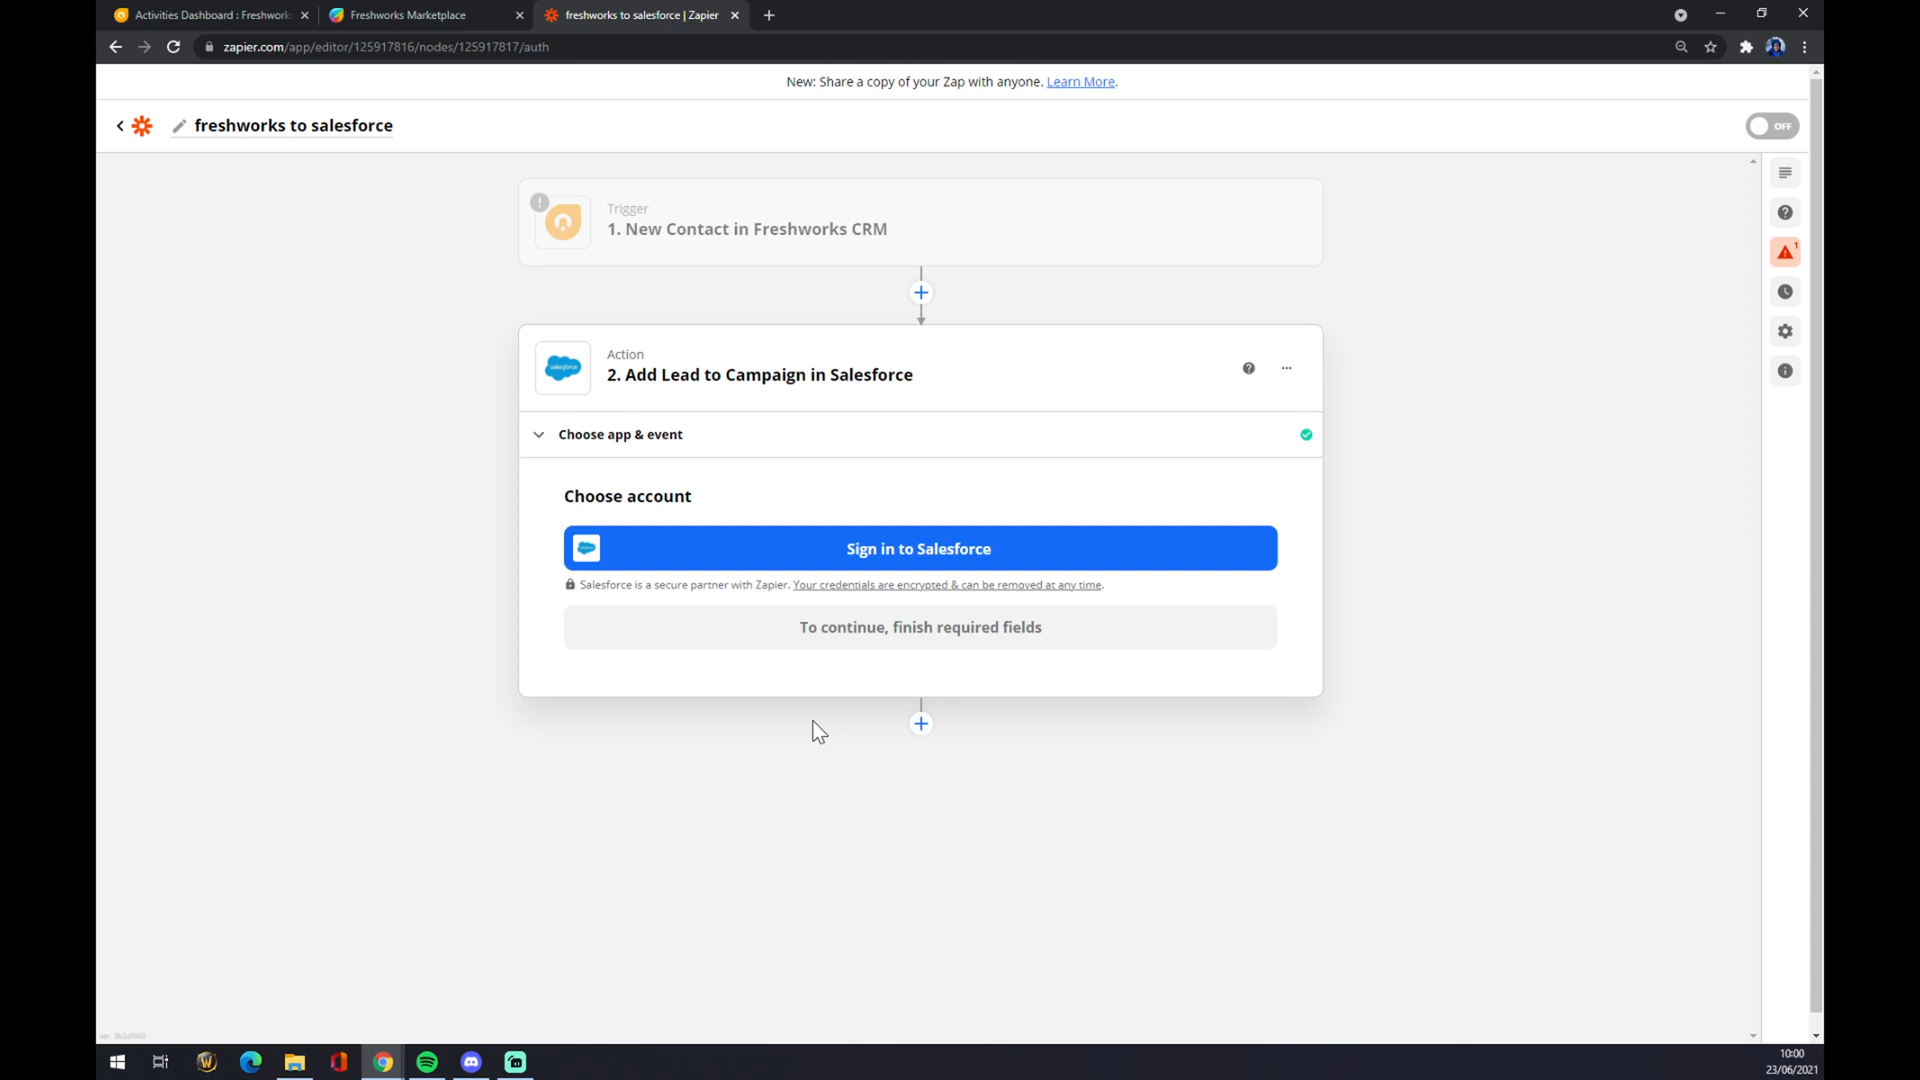 Activities Dashboard : Freshwork
Freshworks Marketplace
freshworks to salesforce | Zapier
zapier.com/app/editor/125917816/nodes/125917817/auth
New: Share a copy of your Zap with anyone. Learn More.
freshworks to salesforce
OFF
Trigger
1. New Contact in Freshworks CRM
1
Action
2. Add Lead to Campaign in Salesforce
Choose app & event
Choose account
Sign in to Salesforce
Salesforce is a secure partner with Zapier. Your credentials are encrypted & can be removed at any time.
To continue, finish required fields
10:00
23/06/2021